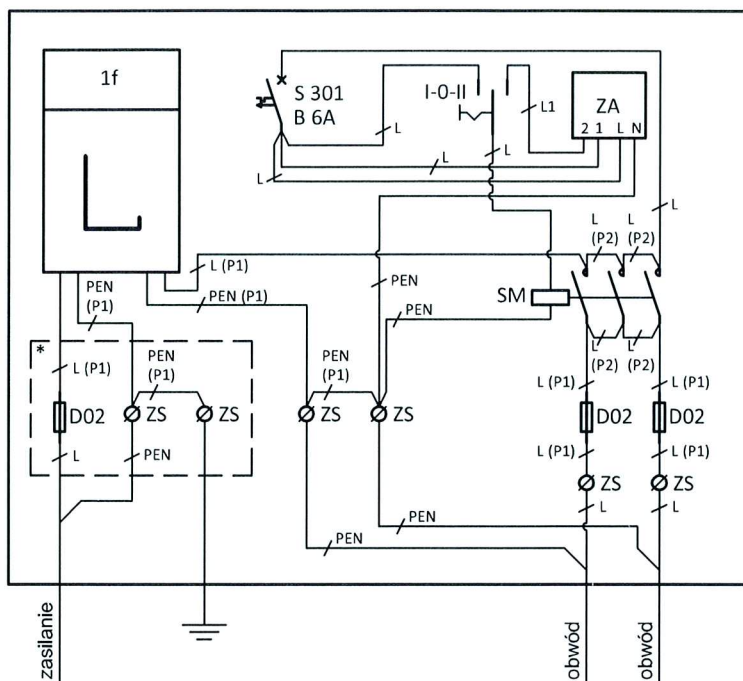 1f
S 301
B 6A
I-0-II
L
L1
ZA
2 1 L N
L
L
L
L
L (P1)
PEN (P1)
PEN
(P1)
PEN
PEN
SM
L
(P2)
L
(P2)
L
(P2)
L
(P2)
*
L (P1)
PEN
(P1)
D02
ZS
ZS
L
PEN
PEN
(P1)
ZS
ZS
L (P1)
L (P1)
D02
D02
L (P1)
L (P1)
ZS
ZS
L
L
PEN
PEN
zasilanie
obwód
obwód